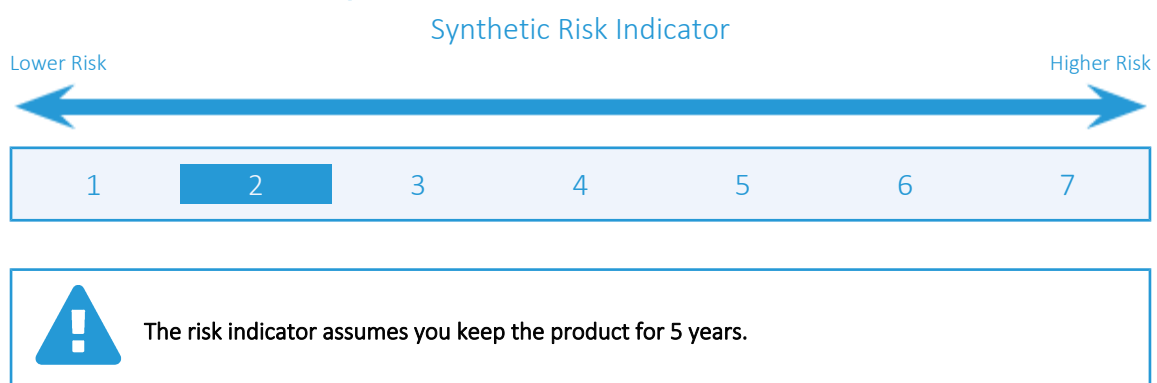 Synthetic Risk Indicator
Lower Risk Higher Risk
1 2 3 4 5 6 7
The risk indicator assumes you keep the product for 5 years.